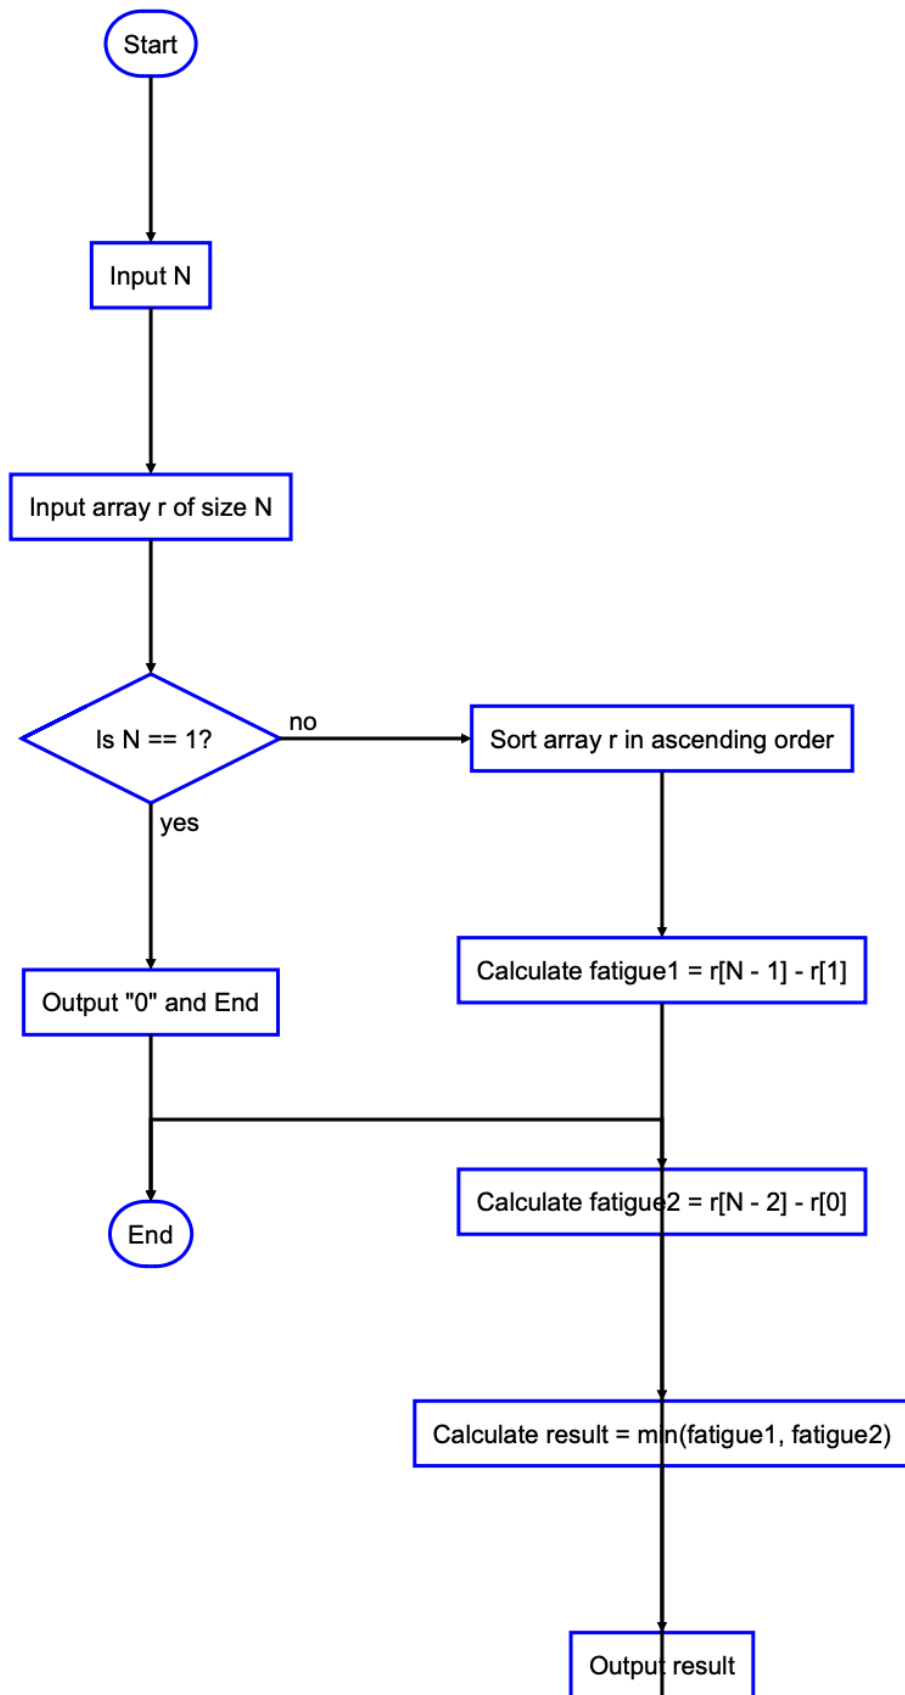 Start
Input N
Input array r of size N
Is N == 1?
no
Sort array r in ascending order
yes
Calculate fatigue1 = r[N - 1] - r[1]
Output "0" and End
Calculate fatigue2 = r[N - 2] - r[0]
End
Calculate result = min(fatigue1, fatigue2)
Output result